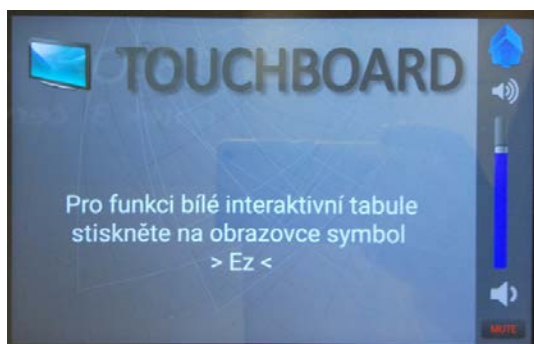 TOUCHBOARD
Pro funkci bílé interaktivní tabule
stiskněte na obrazovce symbol
> Ez <
MUTE